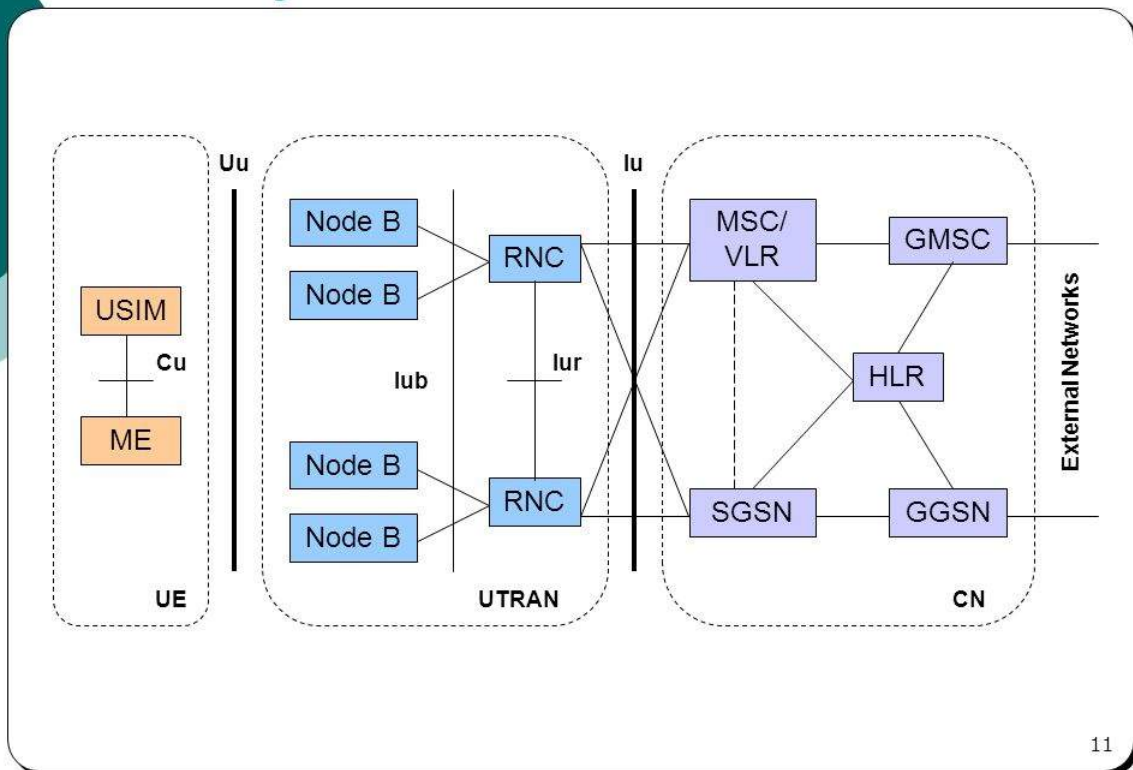 Uu
Iu
Node B
Node B
RNC
MSC/
VLR
GMSC
USIM
Cu
ME
Iub
Iur
HLR
External Networks
Node B
Node B
RNC
SGSN
GGSN
UE
UTRAN
CN
11